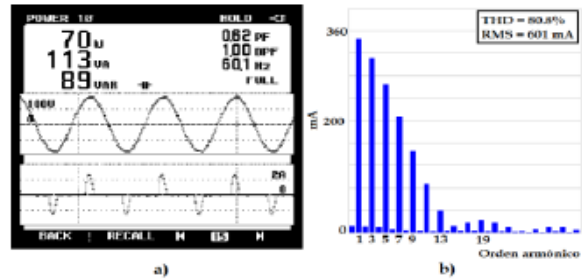 POWER 1Ø HOLD
70 W 0.62 PF
113 VA 1.00 DPF
89 VAR 60.1 Hz
FULL
100V
0
2A
0
BACK RECALL 05
a)
THD = 80.8%
RMS = 601 mA
360
200
0
mA
1 3 5 7 9 13 19
Orden armónico
b)